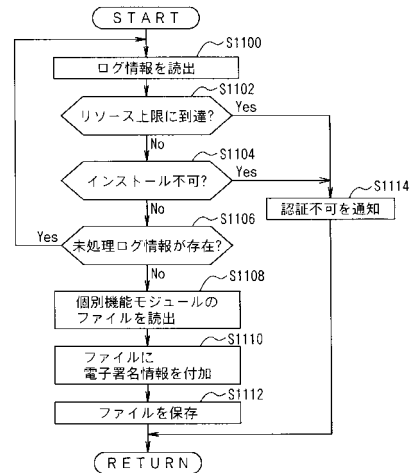 START
S1100
ログ情報を読出
S1102
リソース上限に到達?
Yes
No
S1104
インストール不可?
Yes
No
S1114
認証不可を通知
S1106
未処理ログ情報が存在?
Yes
No
S1108
個別機能モジュールの
ファイルを読出
S1110
ファイルに
電子署名情報を付加
S1112
ファイルを保存
RETURN